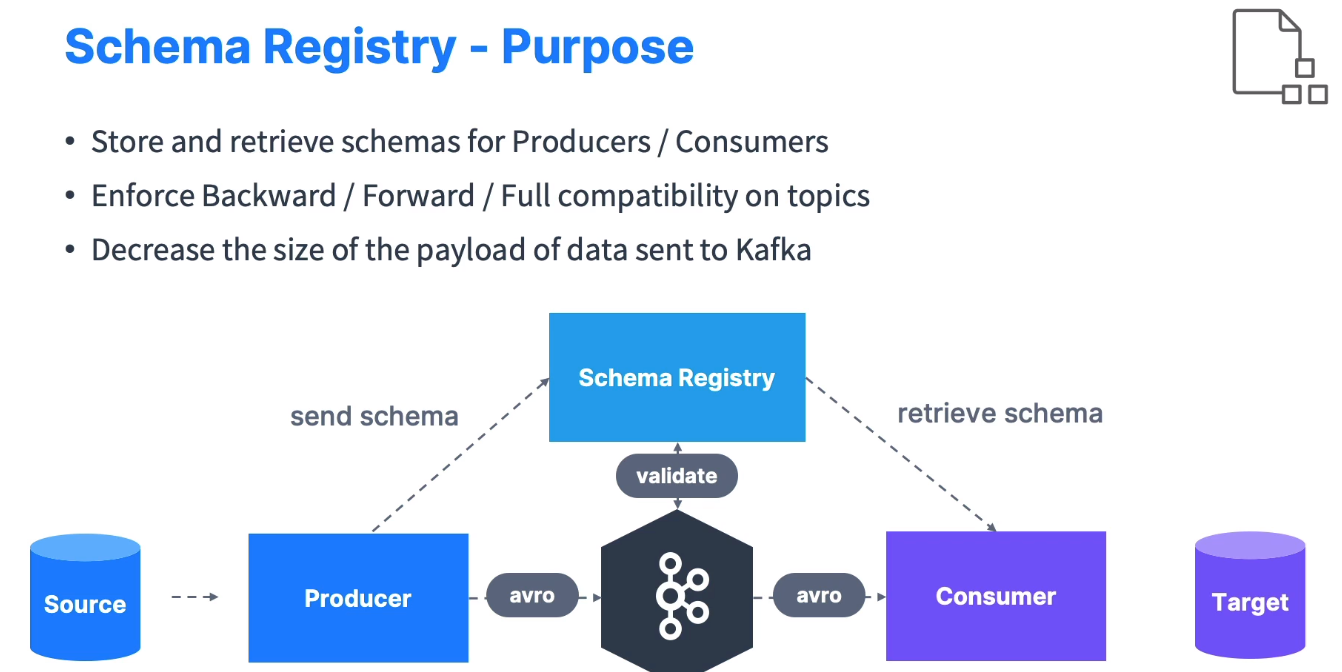 Schema Registry - Purpose
• Store and retrieve schemas for Producers / Consumers
• Enforce Backward / Forward / Full compatibility on topics
• Decrease the size of the payload of data sent to Kafka
Schema Registry
send schema
retrieve schema
validate
Source
Producer
avro
avro
Consumer
Target